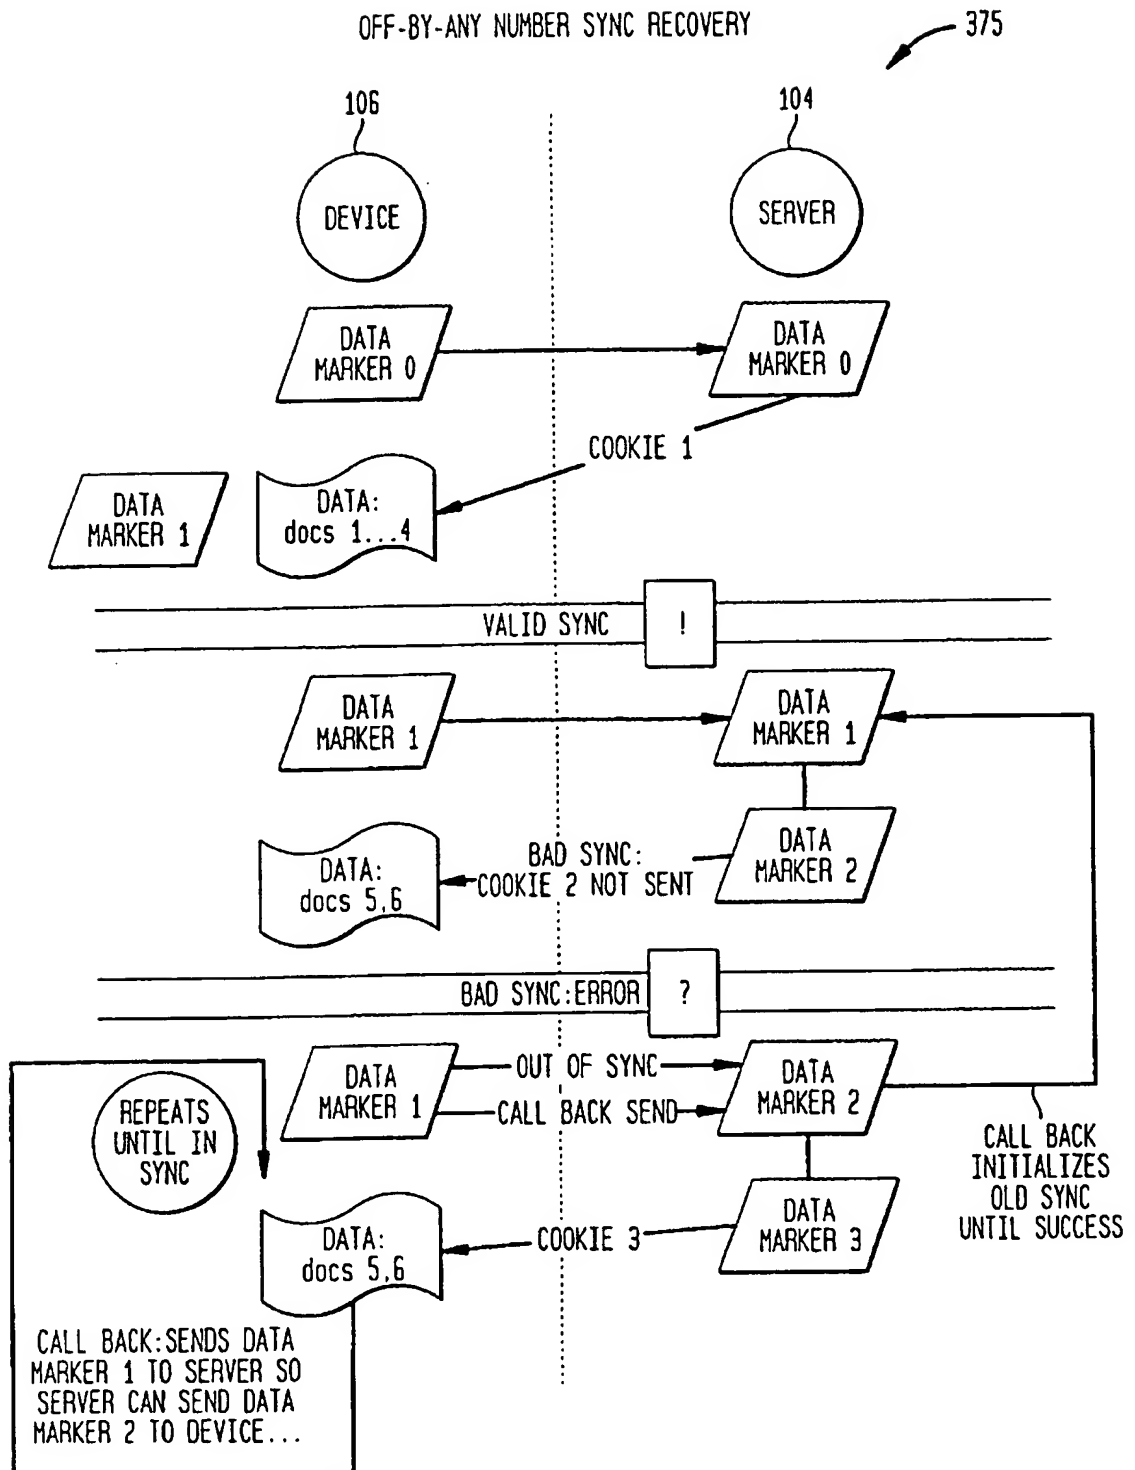 OFF-BY-ANY NUMBER SYNC RECOVERY
375
106
104
DEVICE
SERVER
DATA
MARKER 0
DATA
MARKER 0
COOKIE 1
DATA
MARKER 1
DATA:
docs 1...4
VALID SYNC
!
DATA
MARKER 1
DATA
MARKER 1
DATA:
docs 5,6
BAD SYNC:
COOKIE 2 NOT SENT
DATA
MARKER 2
BAD SYNC:ERROR
?
REPEATS
UNTIL IN
SYNC
DATA
MARKER 1
OUT OF SYNC
CALL BACK SEND
DATA
MARKER 2
CALL BACK
INITIALIZES
OLD SYNC
UNTIL SUCCESS
DATA:
docs 5,6
COOKIE 3
DATA
MARKER 3
CALL BACK:SENDS DATA
MARKER 1 TO SERVER SO
SERVER CAN SEND DATA
MARKER 2 TO DEVICE...